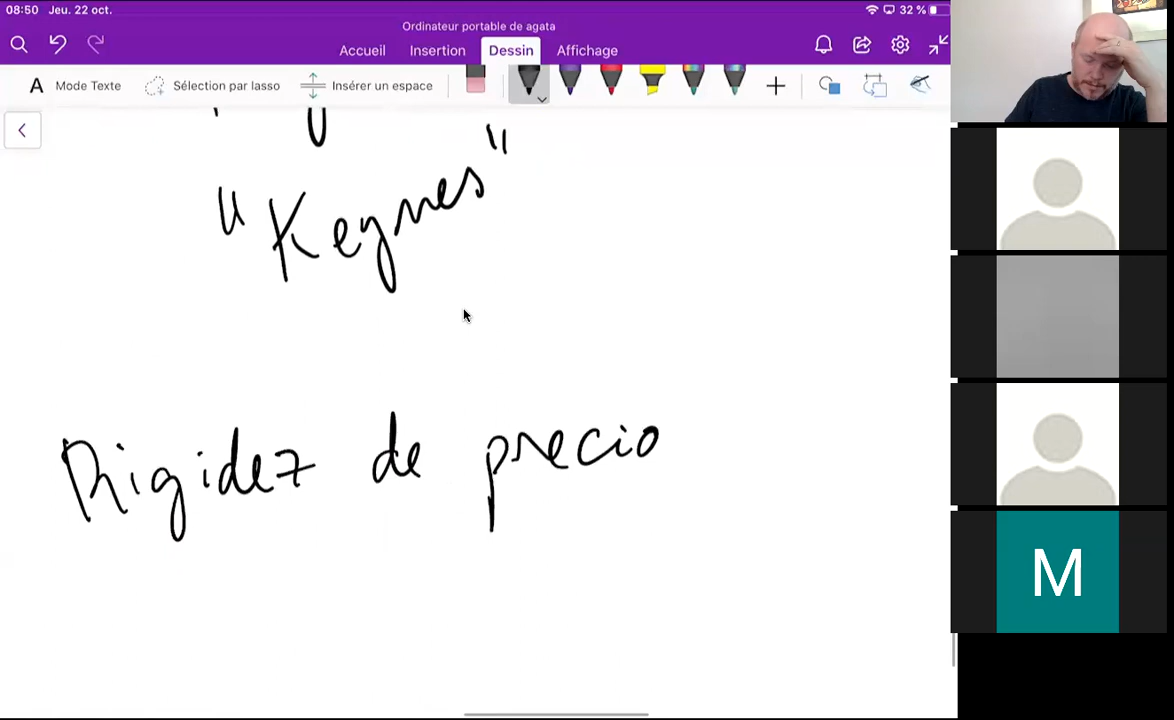 08:50 Jeu. 22 oct.
32 %
Ordinateur portable de agata
Accueil Insertion Dessin Affichage
A Mode Texte Sélection par lasso Insérer un espace
"Keynes"
Rigidez de precio
M